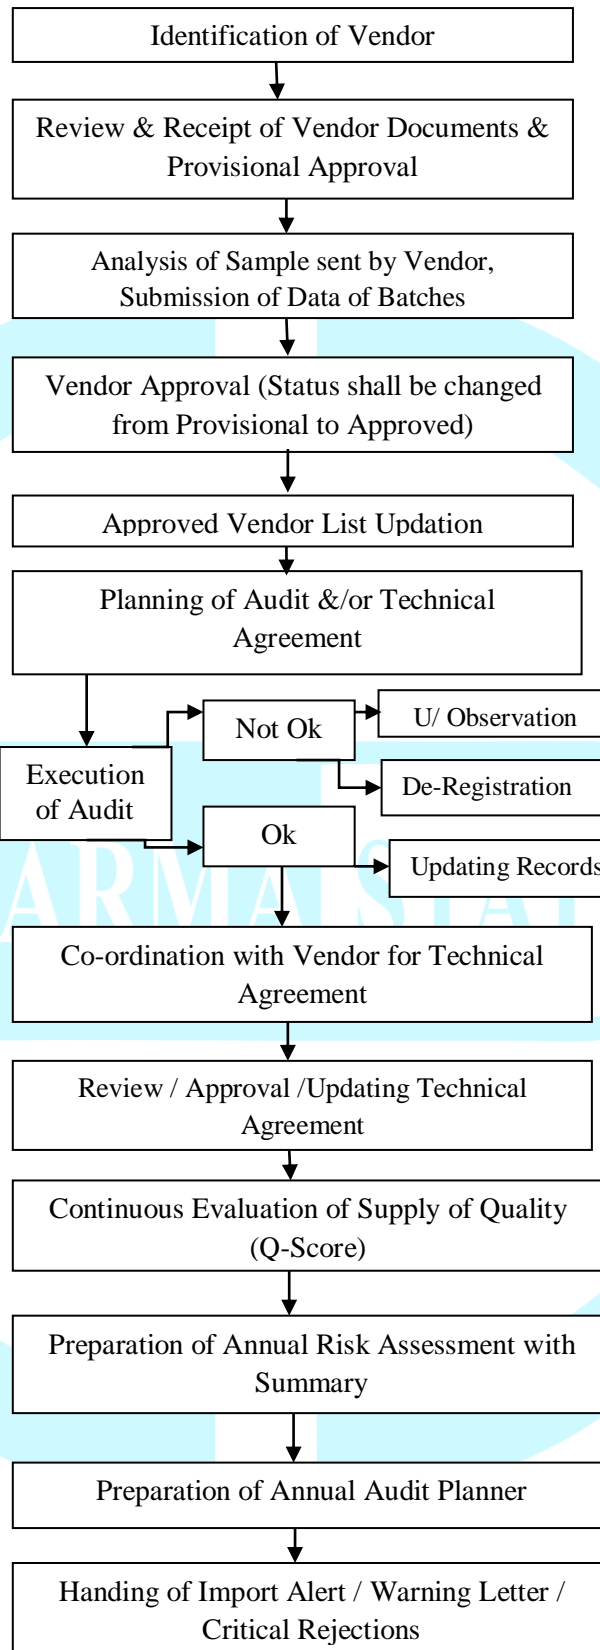 Identification of Vendor
Review & Receipt of Vendor Documents &
Provisional Approval
Analysis of Sample sent by Vendor,
Submission of Data of Batches
Vendor Approval (Status shall be changed
from Provisional to Approved)
Approved Vendor List Updation
Planning of Audit &/or Technical
Agreement
Execution
of Audit
Not Ok
U/ Observation
De-Registration
Ok
Updating Records
Co-ordination with Vendor for Technical
Agreement
Review / Approval /Updating Technical
Agreement
Continuous Evaluation of Supply of Quality
(Q-Score)
Preparation of Annual Risk Assessment with
Summary
Preparation of Annual Audit Planner
Handing of Import Alert / Warning Letter /
Critical Rejections